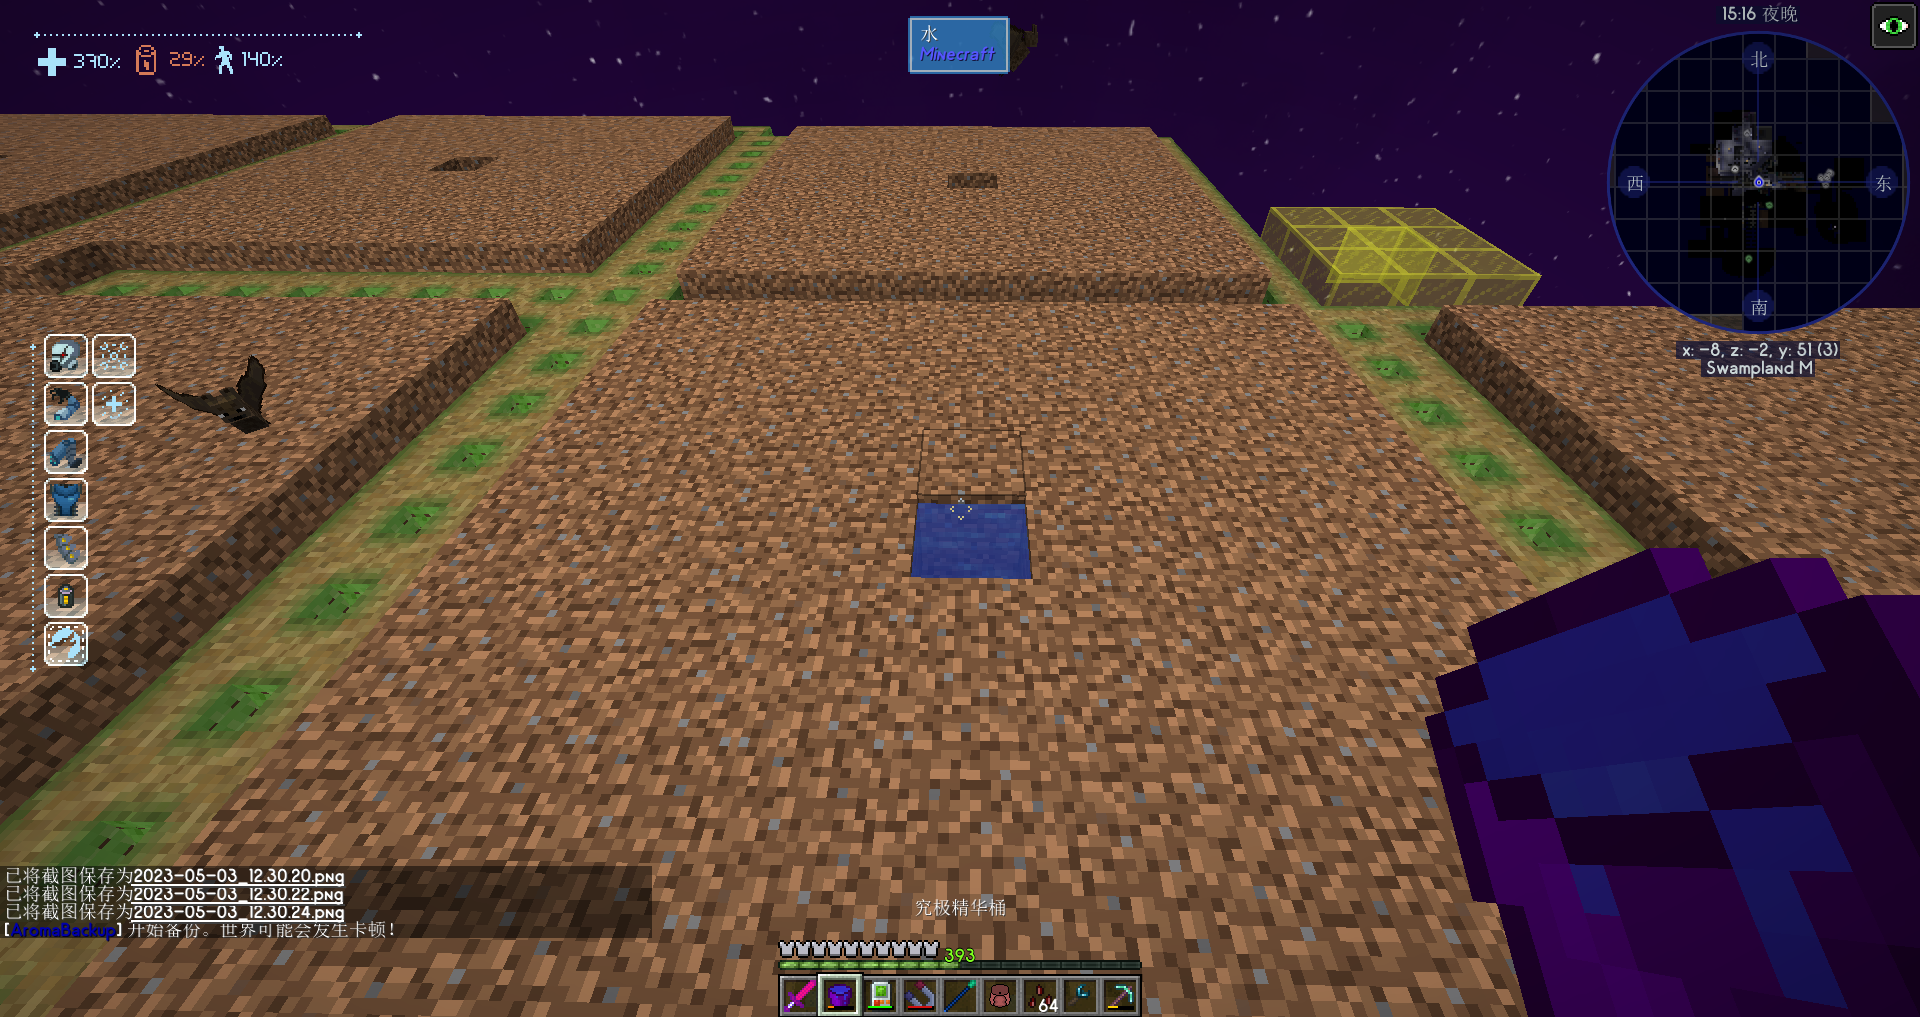 370%
29%
140%
水
Minecraft
15:16 夜晚
北
西
东
南
x: -8, z: -2, y: 51 (3)
Swampland M
已将截图保存为2023-05-03_12.30.20.png
已将截图保存为2023-05-03_12.30.22.png
已将截图保存为2023-05-03_12.30.24.png
[AromaBackup] 开始备份。世界可能会发生卡顿!
究极精华桶
393
64